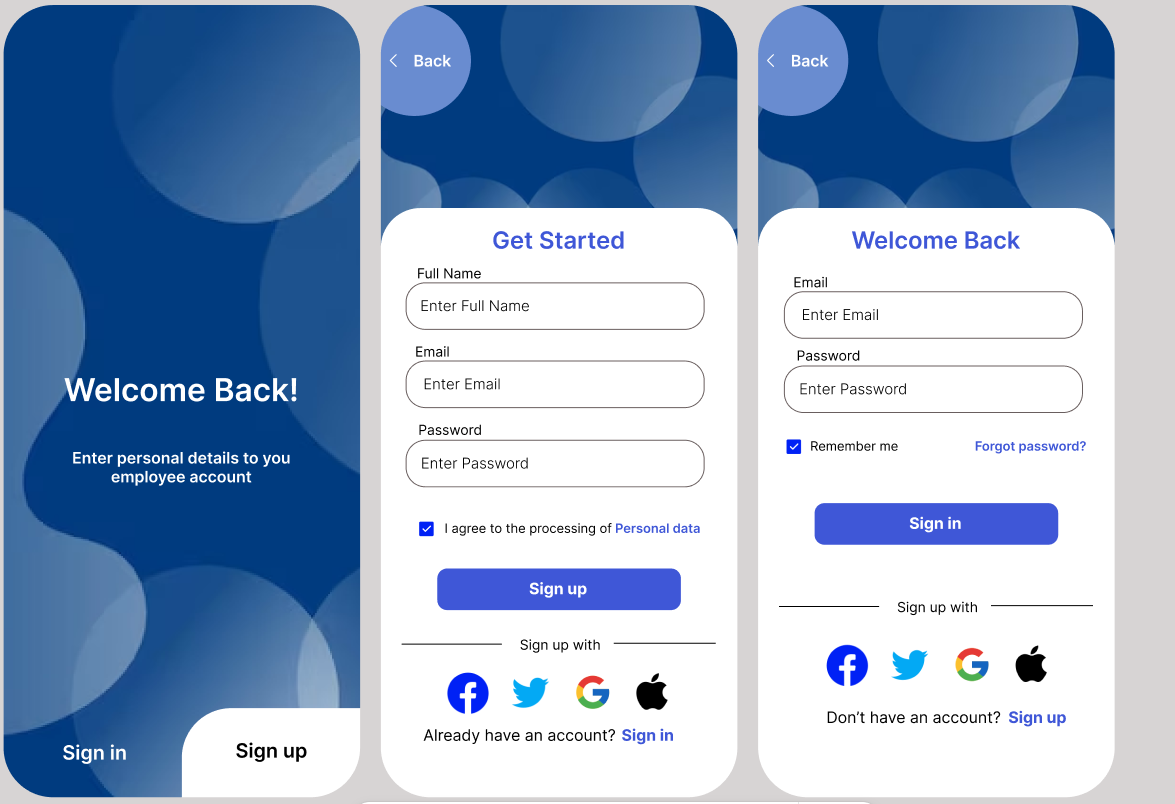 Welcome Back!
Enter personal details to you
employee account
Sign in
Sign up
Back
Get Started
Full Name
Enter Full Name
Email
Enter Email
Password
Enter Password
I agree to the processing of Personal data
Sign up
Sign up with
Already have an account? Sign in
Back
Welcome Back
Email
Enter Email
Password
Enter Password
Remember me
Forgot password?
Sign in
Sign up with
Don’t have an account? Sign up